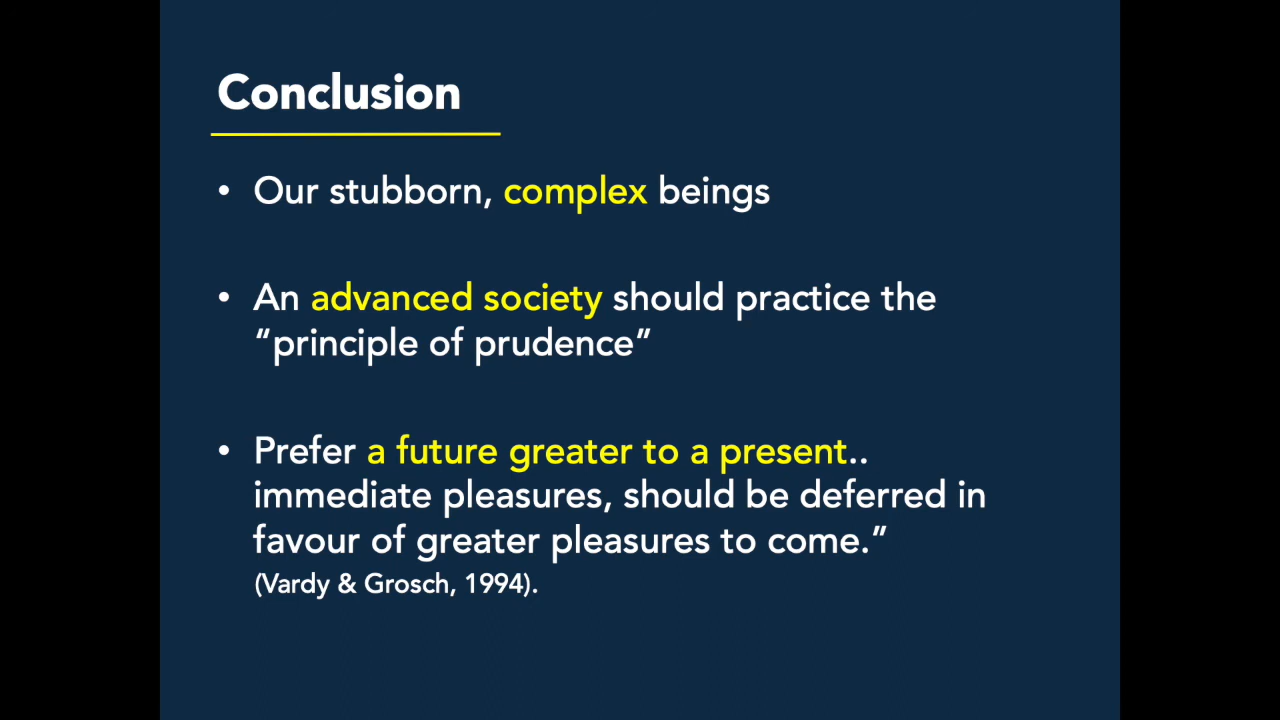 Conclusion
• Our stubborn, complex beings
• An advanced society should practice the
“principle of prudence”
• Prefer a future greater to a present..
immediate pleasures, should be deferred in
favour of greater pleasures to come.”
(Vardy & Grosch, 1994).